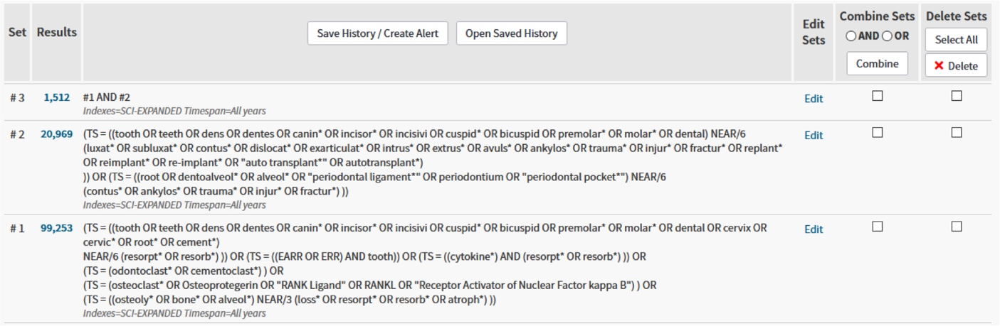 Set Results Save History / Create Alert Open Saved History Edit Sets Combine Sets AND OR Combine Delete Sets Select All Delete
# 3 1,512 #1 AND #2 Edit
Indexes=SCI-EXPANDED Timespan=All years
# 2 20,969 (TS = ((tooth OR teeth OR dens OR dentes OR canin* OR incisor* OR incisivi OR cuspid* OR bicuspid OR premolar* OR molar* OR dental) NEAR/6 Edit
(luxat* OR subluxat* OR contus* OR dislocat* OR exarticulat* OR intrus* OR extrus* OR avuls* OR ankylos* OR trauma* OR injur* OR fractur* OR replant*
OR reimplant* OR re-implant* OR "auto transplant*" OR autotransplant*)
)) OR (TS = ((root OR dentoalveol* OR alveol* OR "periodontal ligament*" OR periodontium OR "periodontal pocket*") NEAR/6
(contus* OR ankylos* OR trauma* OR injur* OR fractur*) ))
Indexes=SCI-EXPANDED Timespan=All years
# 1 99,253 (TS = ((tooth OR teeth OR dens OR dentes OR canin* OR incisor* OR incisivi OR cuspid* OR bicuspid OR premolar* OR molar* OR dental OR cervix OR Edit
cervic* OR root* OR cement*)
NEAR/6 (resorpt* OR resorb*) )) OR (TS = ((EARR OR ERR) AND tooth)) OR (TS = ((cytokine*) AND (resorpt* OR resorb*) )) OR
(TS = (odontoclast* OR cementoclast*) ) OR
(TS = (osteoclast* OR Osteoprotegerin OR "RANK Ligand" OR RANKL OR "Receptor Activator of Nuclear Factor kappa B") ) OR
(TS = ((osteoly* OR bone* OR alveol*) NEAR/3 (loss* OR resorpt* OR resorb* OR atroph*) ))
Indexes=SCI-EXPANDED Timespan=All years